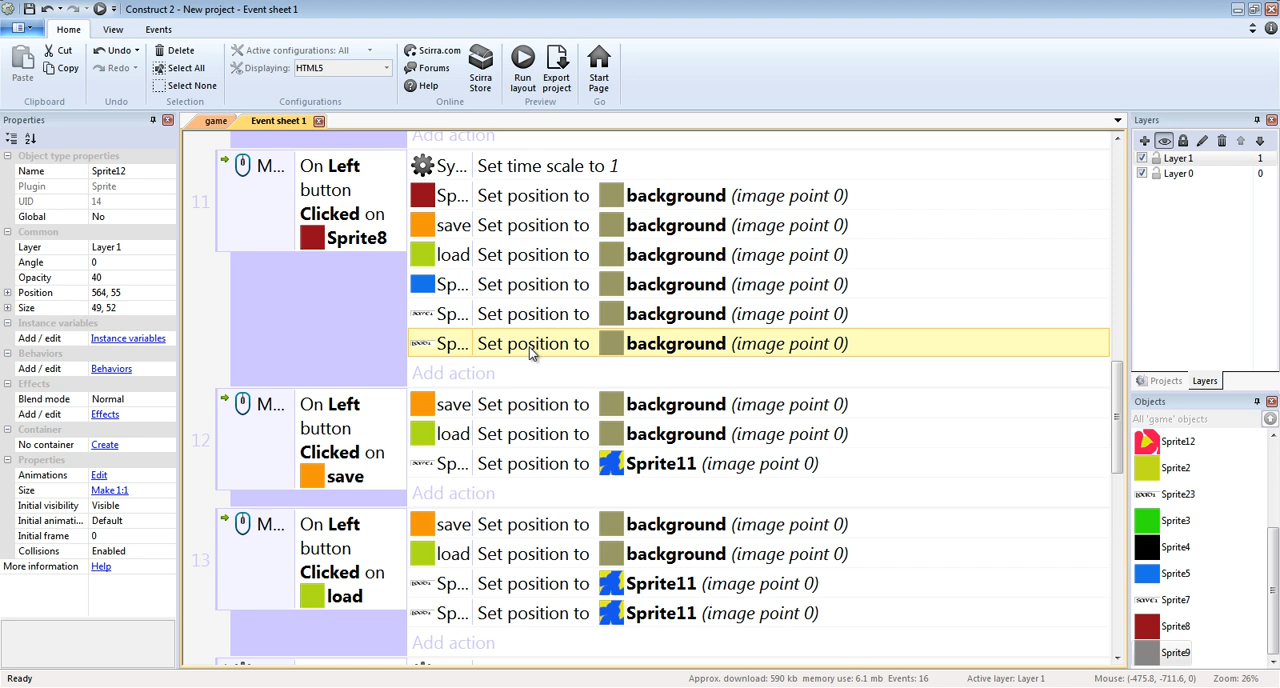 Construct 2 - New project - Event sheet 1
Home View Events
Paste
Cut
Copy
Clipboard
Undo
Redo
Undo
Delete
Select All
Select None
Selection
Active configurations: All
Displaying: HTML5
Configurations
Scirra.com
Forums
Help
Scirra Store
Online
Run layout
Export project
Preview
Start Page
Go
Properties
Object type properties
Name Sprite12
Plugin Sprite
UID 14
Global No
Common
Layer Layer 1
Angle 0
Opacity 40
Position 564, 55
Size 49, 52
Instance variables
Add / edit Instance variables
Behaviors
Add / edit Behaviors
Effects
Blend mode Normal
Add / edit Effects
Container
No container Create
Properties
Animations Edit
Size Make 1:1
Initial visibility Visible
Initial animati... Default
Initial frame 0
Collisions Enabled
More information Help
game Event sheet 1
Add action
11 M... On Left button Clicked on Sprite8
Sy... Set time scale to 1
Sp... Set position to background (image point 0)
save Set position to background (image point 0)
load Set position to background (image point 0)
Sp... Set position to background (image point 0)
Sp... Set position to background (image point 0)
Sp... Set position to background (image point 0)
Add action
12 M... On Left button Clicked on save
save Set position to background (image point 0)
load Set position to background (image point 0)
Sp... Set position to Sprite11 (image point 0)
Add action
13 M... On Left button Clicked on load
save Set position to background (image point 0)
load Set position to background (image point 0)
Sp... Set position to Sprite11 (image point 0)
Sp... Set position to Sprite11 (image point 0)
Add action
Layers
Layer 1 1
Layer 0 0
Projects Layers
Objects
All 'game' objects
Sprite12
Sprite2
Sprite23
Sprite3
Sprite4
Sprite5
Sprite7
Sprite8
Sprite9
Ready
Approx. download: 590 kb memory use: 6.1 mb Events: 16 Active layer: Layer 1 Mouse: (-475.8, -711.6, 0) Zoom: 26%